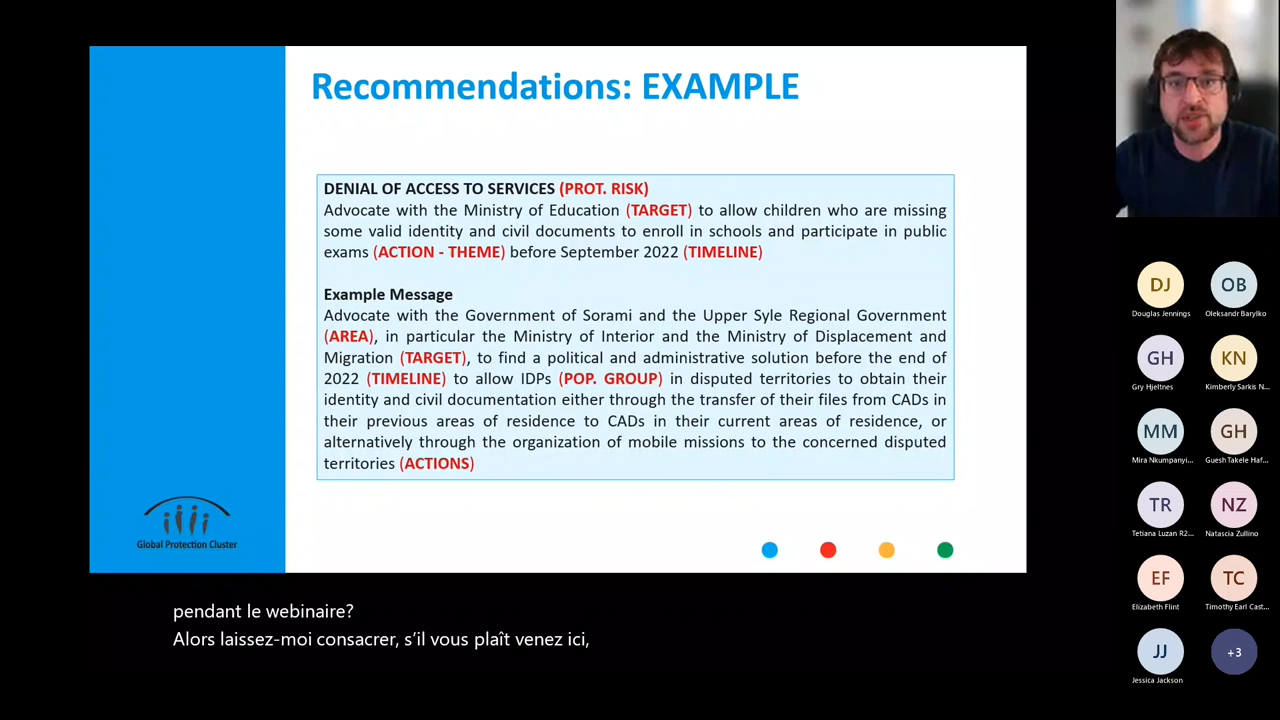 Recommendations: EXAMPLE
DENIAL OF ACCESS TO SERVICES (PROT. RISK)
Advocate with the Ministry of Education (TARGET) to allow children who are missing
some valid identity and civil documents to enroll in schools and participate in public
exams (ACTION - THEME) before September 2022 (TIMELINE)
Example Message
Advocate with the Government of Sorami and the Upper Syle Regional Government
(AREA), in particular the Ministry of Interior and the Ministry of Displacement and
Migration (TARGET), to find a political and administrative solution before the end of
2022 (TIMELINE) to allow IDPs (POP. GROUP) in disputed territories to obtain their
identity and civil documentation either through the transfer of their files from CADs in
their previous areas of residence to CADs in their current areas of residence, or
alternatively through the organization of mobile missions to the concerned disputed
territories (ACTIONS)
Global Protection Cluster
pendant le webinaire?
Alors laissez-moi consacrer, s'il vous plaît venez ici,
DJ
Douglas Jennings
OB
Oleksandr Barylko
GH
Gry Hjeltnes
KN
Kimberly Sarkis N...
MM
Mira Nkumpanyi...
GH
Guesh Takele Haf...
TR
Tetiana Luzan R2...
NZ
Natascia Zullino
EF
Elizabeth Flint
TC
Timothy Earl Cast...
JJ
Jessica Jackson
+3